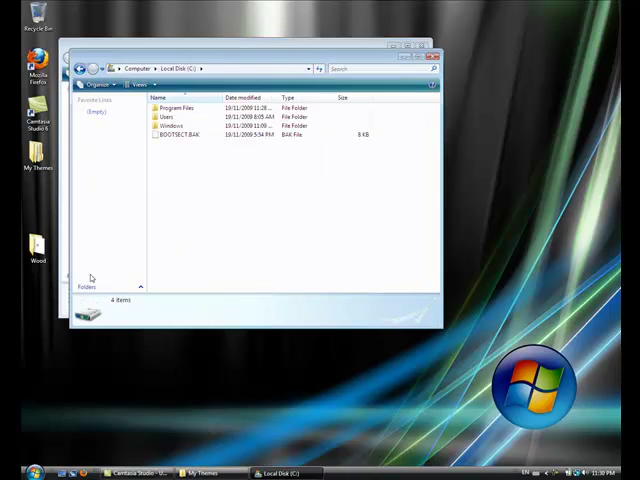 Recycle Bin
Mozilla
Firefox
Camtasia
Studio 6
My Themes
Wood
Computer ▸ Local Disk (C:) ▸
Search
Organize
Views
Favorite Links
(Empty)
Folders
Name Date modified Type Size
Program Files 19/11/2009 11:28 ... File Folder
Users 19/11/2009 8:05 AM File Folder
Windows 19/11/2009 11:09 ... File Folder
BOOTSECT.BAK 19/11/2009 5:54 PM BAK File 8 KB
4 items
Camtasia Studio - U...
My Themes
Local Disk (C:)
EN
11:30 PM